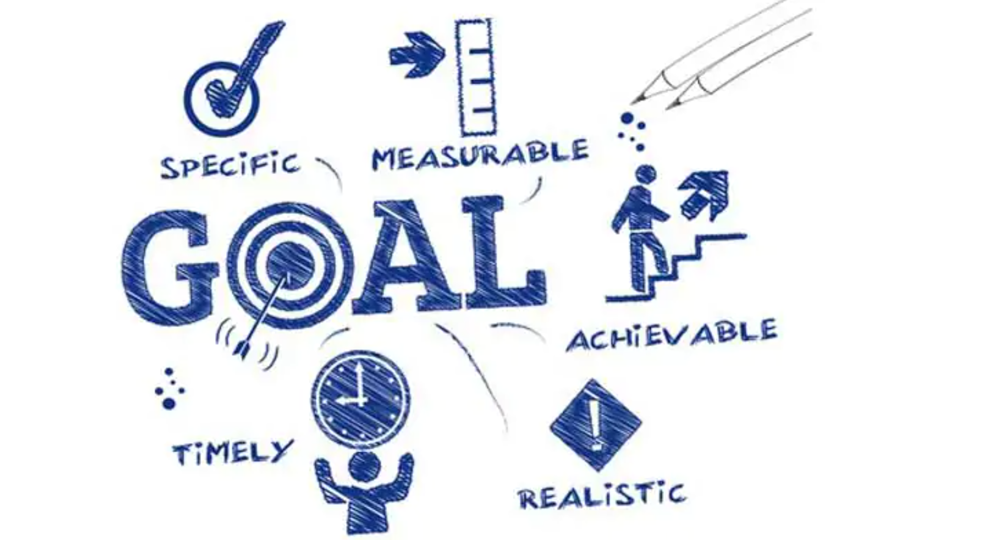 SPECiFiC
MEASURABLE
GOAL
ACHiEVABLE
TiMELY
REALiSTiC